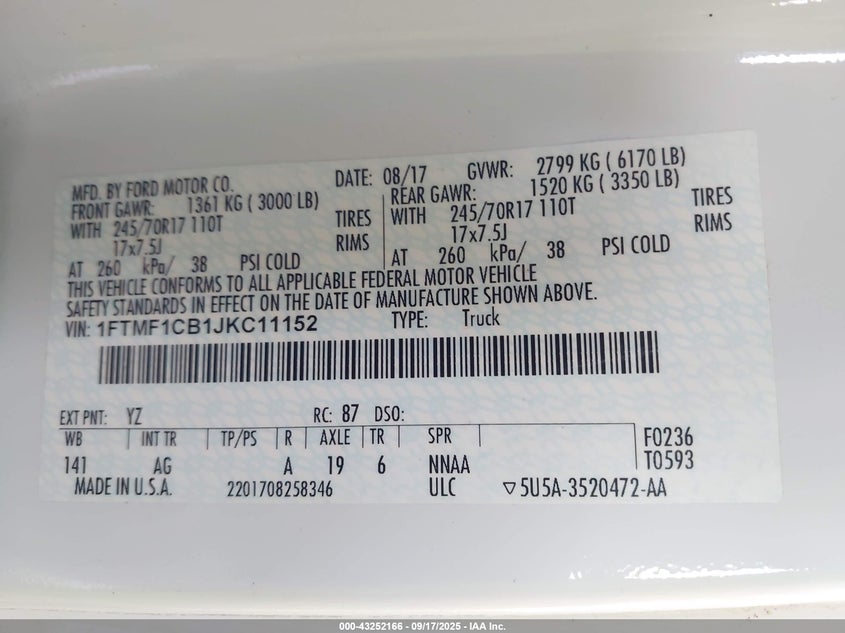 MFD. BY FORD MOTOR CO. DATE: 08/17 GVWR: 2799 KG ( 6170 LB)
FRONT GAWR: 1361 KG ( 3000 LB) REAR GAWR: 1520 KG ( 3350 LB)
WITH 245/70R17 110T TIRES WITH 245/70R17 110T TIRES
17x7.5J RIMS 17x7.5J RIMS
AT 260 kPa/ 38 PSI COLD AT 260 kPa/ 38 PSI COLD
THIS VEHICLE CONFORMS TO ALL APPLICABLE FEDERAL MOTOR VEHICLE
SAFETY STANDARDS IN EFFECT ON THE DATE OF MANUFACTURE SHOWN ABOVE.
VIN: 1FTMF1CB1JKC11152 TYPE: Truck
EXT PNT: YZ RC: 87 DSO:
WB INT TR TP/PS R AXLE TR SPR F0236
141 AG A 19 6 NNAA T0593
MADE IN U.S.A. 2201708258346 ULC ▽5U5A-3520472-AA
000-43252166 - 09/17/2025 - IAA Inc.